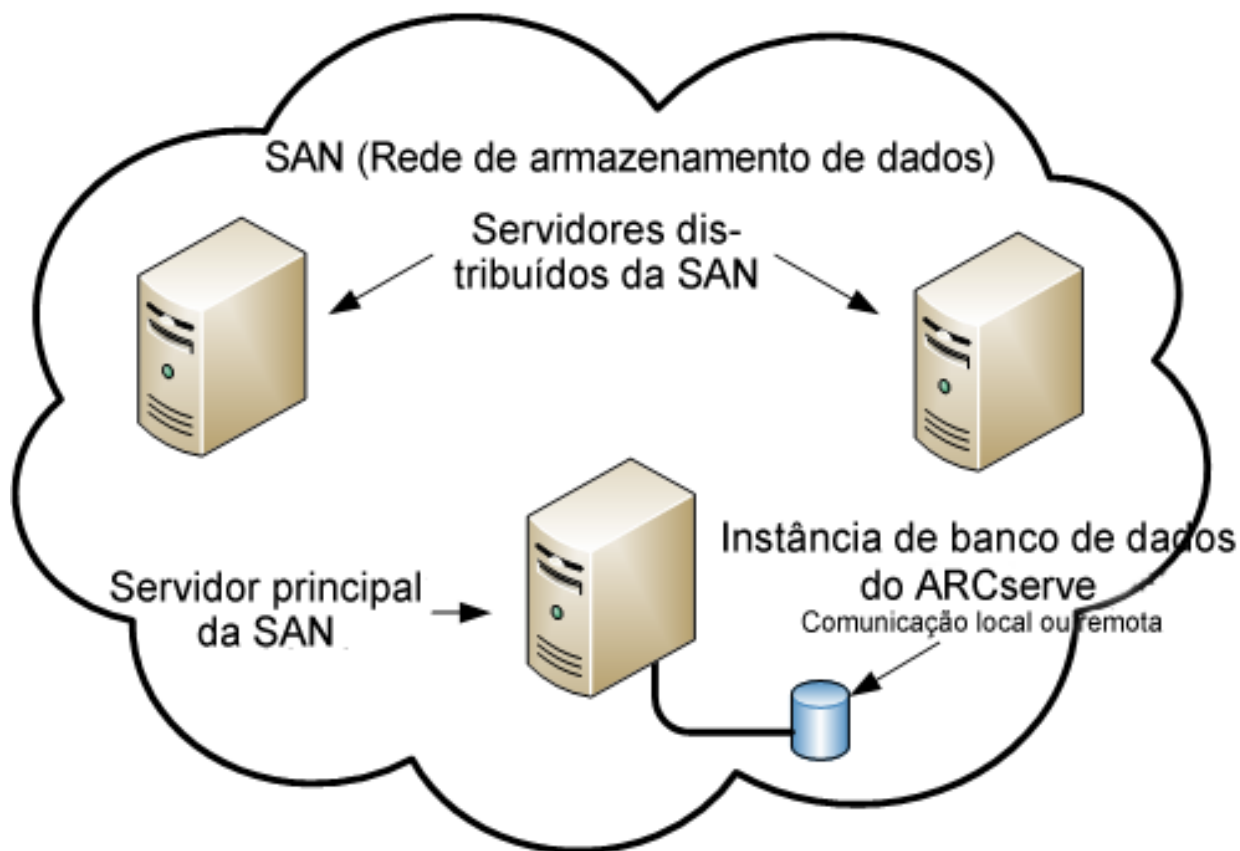 SAN (Rede de armazenamento de dados)
Servidores dis-
tribuídos da SAN
Servidor principal
da SAN
Instância de banco de dados
do ARCserve
Comunicação local ou remota